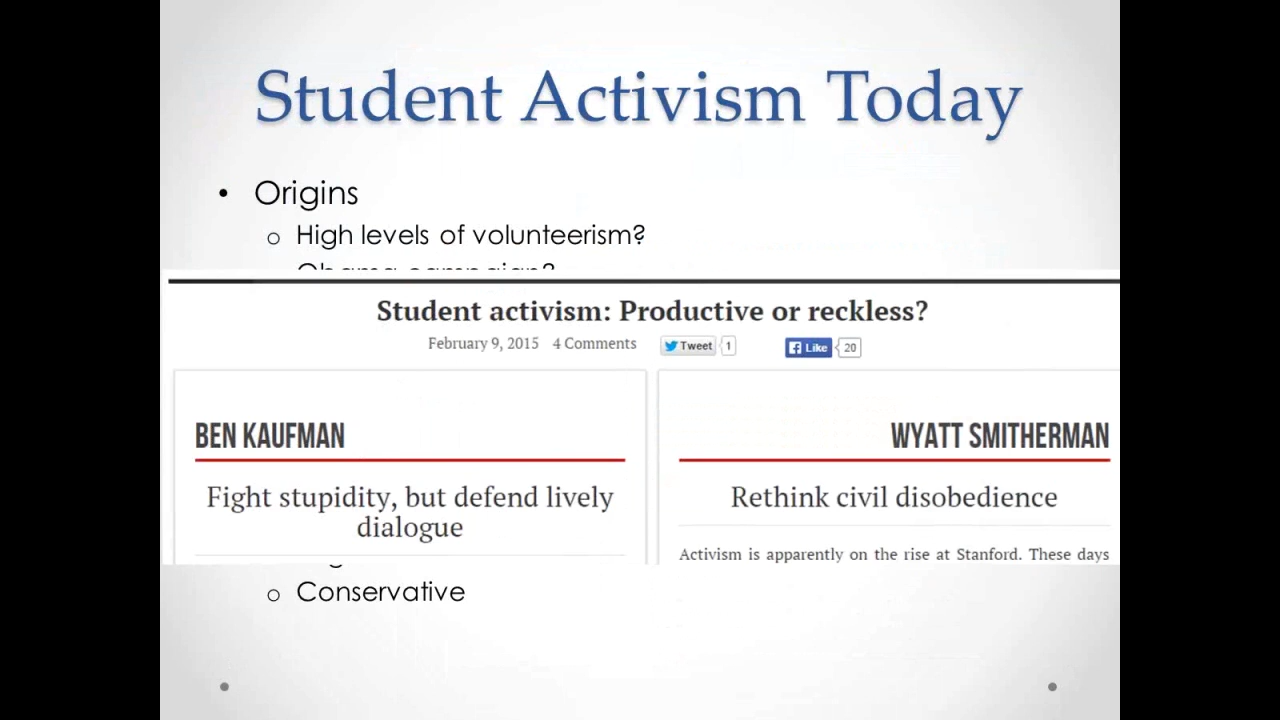 Student Activism Today
• Origins
o High levels of volunteerism?
Obama campaign?
Student activism: Productive or reckless?
February 9, 2015 4 Comments Tweet 1 Like 20
BEN KAUFMAN
Fight stupidity, but defend lively
dialogue
WYATT SMITHERMAN
Rethink civil disobedience
Activism is apparently on the rise at Stanford. These days
o Conservative